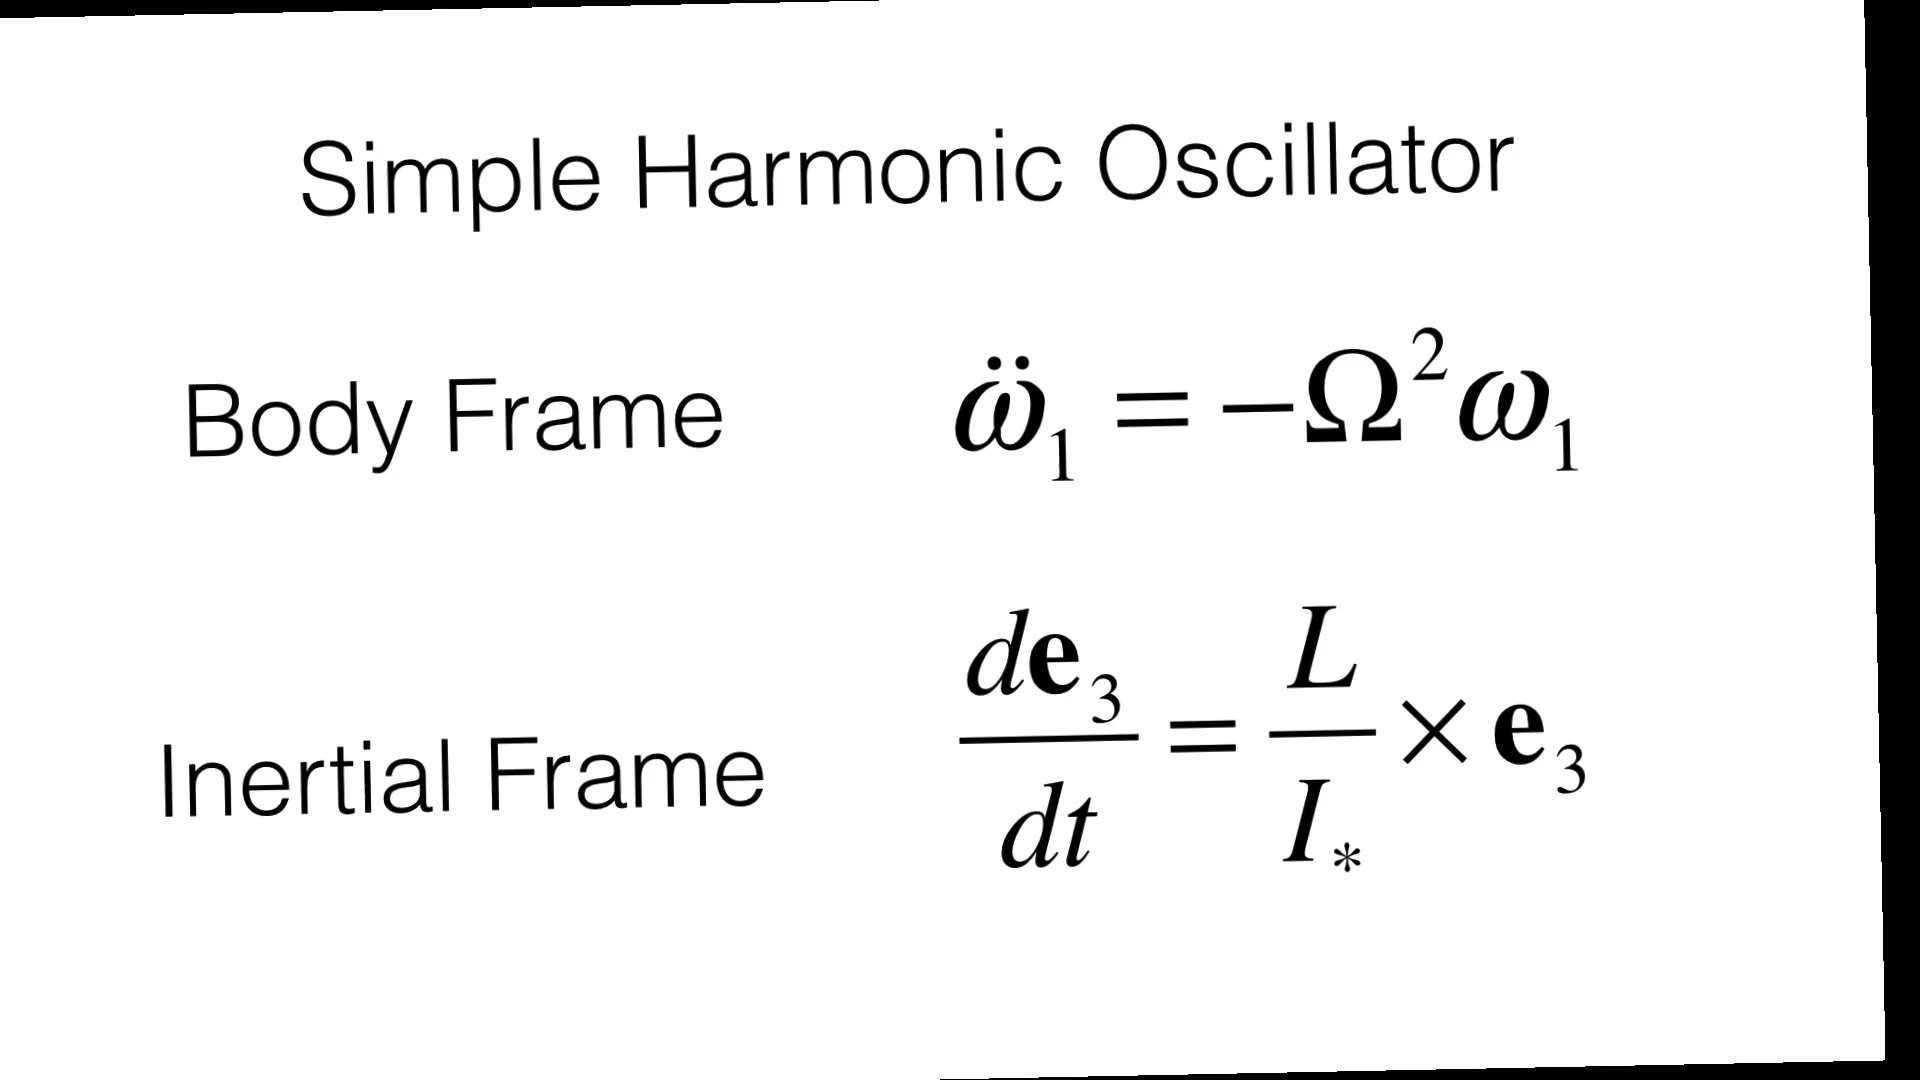 Simple Harmonic Oscillator
Body Frame ω̈₁ = −Ω²ω₁
Inertial Frame de₃/dt = L/I* × e₃